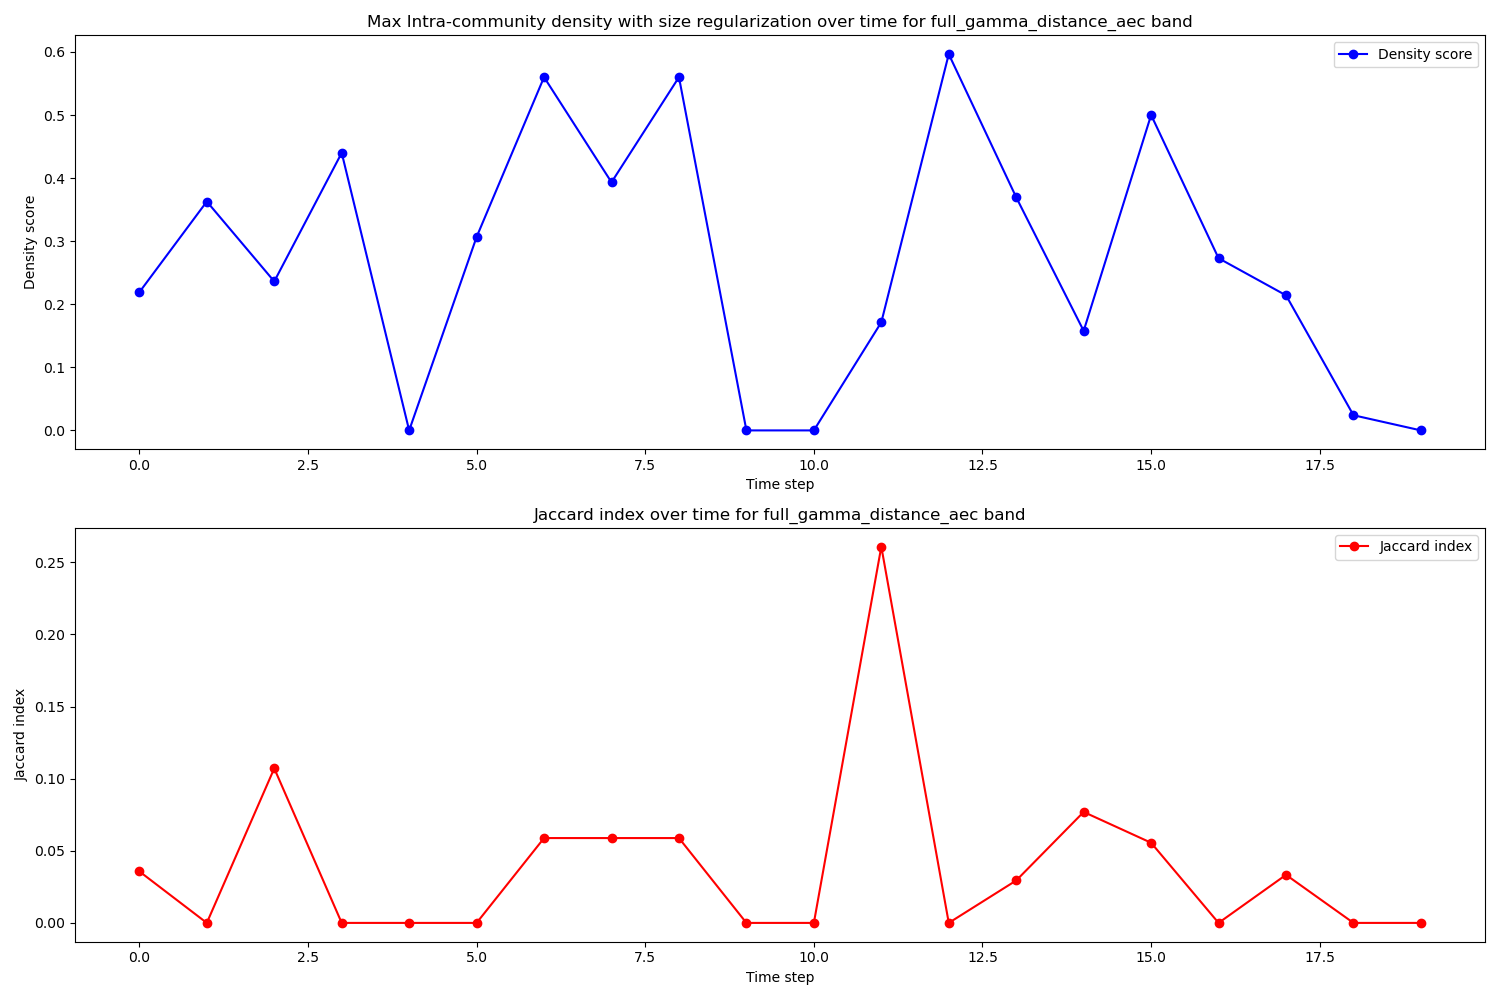 Max Intra-community density with size regularization over time for full_gamma_distance_aec band
Density score
0.6
0.5
0.4
0.3
0.2
0.1
0.0
Density score
0.0 2.5 5.0 7.5 10.0 12.5 15.0 17.5
Time step
Jaccard index over time for full_gamma_distance_aec band
Jaccard index
0.25
0.20
0.15
0.10
0.05
0.00
Jaccard index
0.0 2.5 5.0 7.5 10.0 12.5 15.0 17.5
Time step